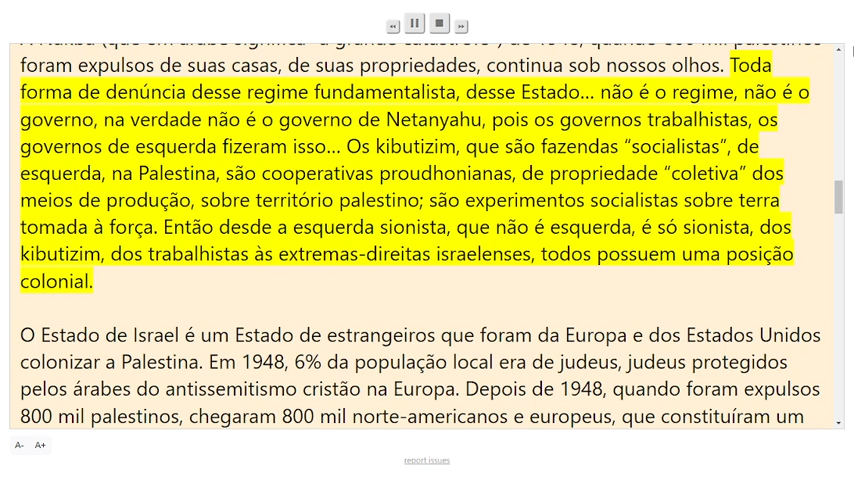 foram expulsos de suas casas, de suas propriedades, continua sob nossos olhos. Toda
forma de denúncia desse regime fundamentalista, desse Estado... não é o regime, não é o
governo, na verdade não é o governo de Netanyahu, pois os governos trabalhistas, os
governos de esquerda fizeram isso... Os kibutizim, que são fazendas “socialistas”, de
esquerda, na Palestina, são cooperativas proudhonianas, de propriedade “coletiva” dos
meios de produção, sobre território palestino; são experimentos socialistas sobre terra
tomada à força. Então desde a esquerda sionista, que não é esquerda, é só sionista, dos
kibutizim, dos trabalhistas às extremas-direitas israelenses, todos possuem uma posição
colonial.
O Estado de Israel é um Estado de estrangeiros que foram da Europa e dos Estados Unidos
colonizar a Palestina. Em 1948, 6% da população local era de judeus, judeus protegidos
pelos árabes do antissemitismo cristão na Europa. Depois de 1948, quando foram expulsos
800 mil palestinos, chegaram 800 mil norte-americanos e europeus, que constituíram um
A- A+
report issues